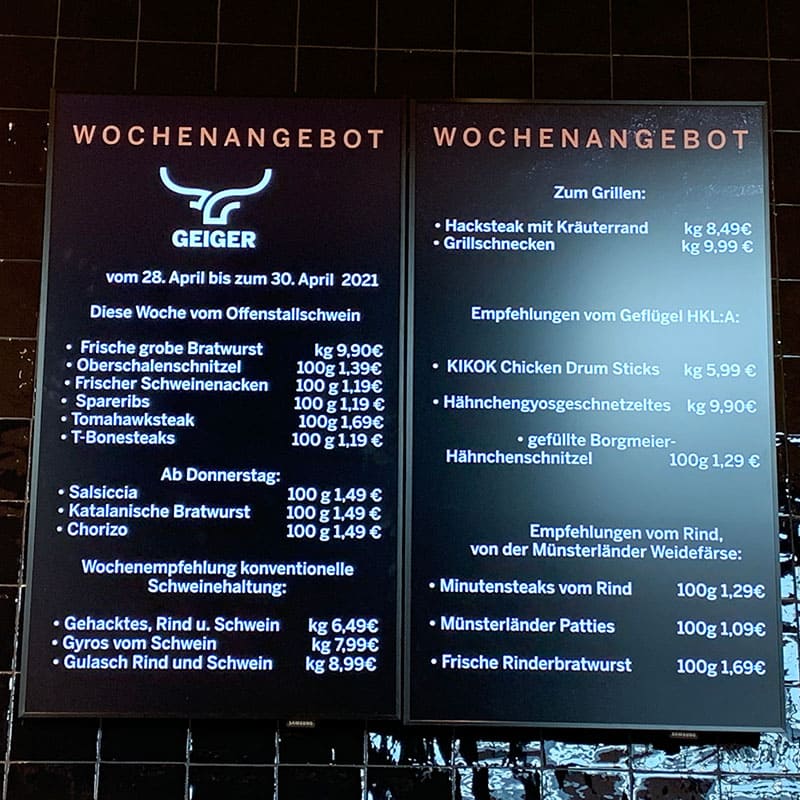 WOCHENANGEBOT
GEIGER
vom 28. April bis zum 30. April 2021
Diese Woche vom Offenstallschwein
• Frische grobe Bratwurst kg 9,90€
• Oberschalenschnitzel 100g 1,39€
• Frischer Schweinenacken 100 g 1,19€
• Spareribs 100 g 1,19 €
• Tomahawksteak 100g 1,69€
• T-Bonesteaks 100 g 1,19 €
Ab Donnerstag:
• Salsiccia 100 g 1,49 €
• Katalanische Bratwurst 100 g 1,49 €
• Chorizo 100 g 1,49 €
Wochenempfehlung konventionelle
Schweinehaltung:
• Gehacktes, Rind u. Schwein kg 6,49€
• Gyros vom Schwein kg 7,99€
• Gulasch Rind und Schwein kg 8,99€
SAMSUNG
WOCHENANGEBOT
Zum Grillen:
• Hacksteak mit Kräuterrand kg 8,49€
• Grillschnecken kg 9,99 €
Empfehlungen vom Geflügel HKL:A:
• KIKOK Chicken Drum Sticks kg 5,99 €
• Hähnchengyosgeschnetzeltes kg 9,90€
• gefüllte Borgmeier-
Hähnchenschnitzel 100g 1,29 €
Empfehlungen vom Rind,
von der Münsterländer Weidefärse:
• Minutensteaks vom Rind 100g 1,29€
• Münsterländer Patties 100g 1,09€
• Frische Rinderbratwurst 100g 1,69€
SAMSUNG